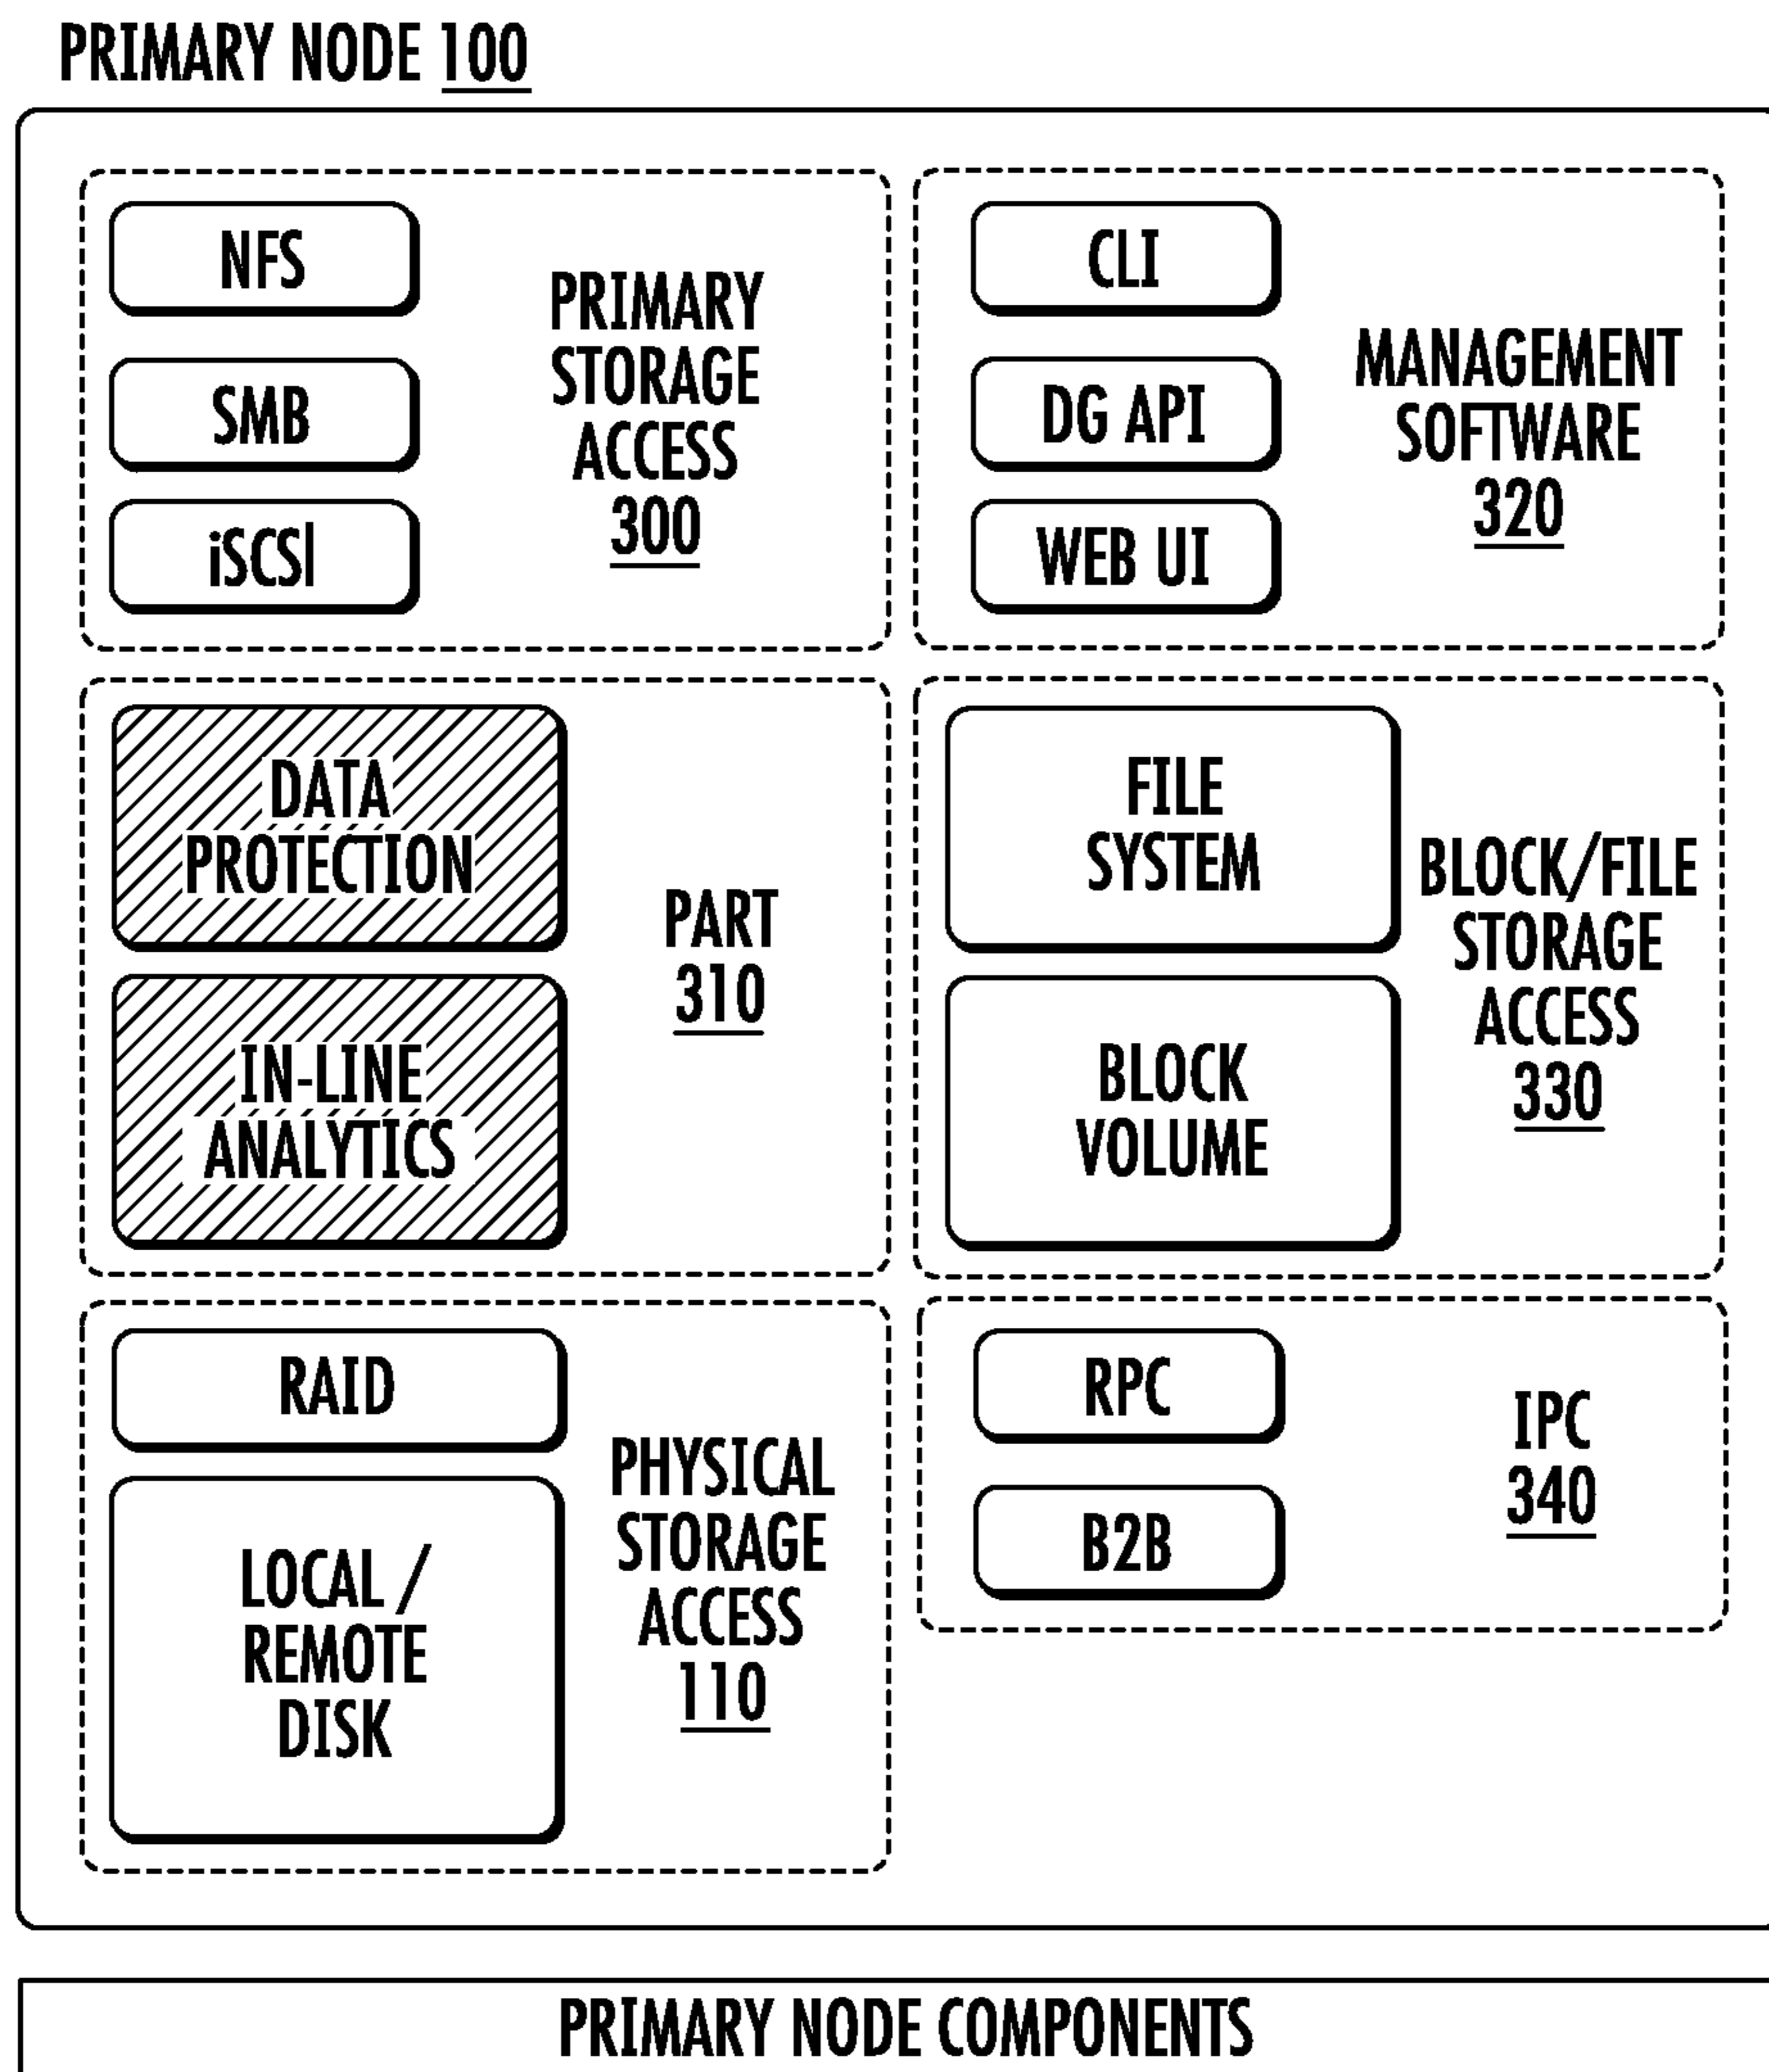 PRIMARY NODE 100
NFS
SMB
iSCSI
PRIMARY
STORAGE
ACCESS
300
CLI
DG API
WEB UI
MANAGEMENT
SOFTWARE
320
DATA
PROTECTION
IN-LINE
ANALYTICS
PART
310
FILE
SYSTEM
BLOCK
VOLUME
BLOCK/FILE
STORAGE
ACCESS
330
RAID
LOCAL/
REMOTE
DISK
PHYSICAL
STORAGE
ACCESS
110
RPC
B2B
IPC
340
PRIMARY NODE COMPONENTS